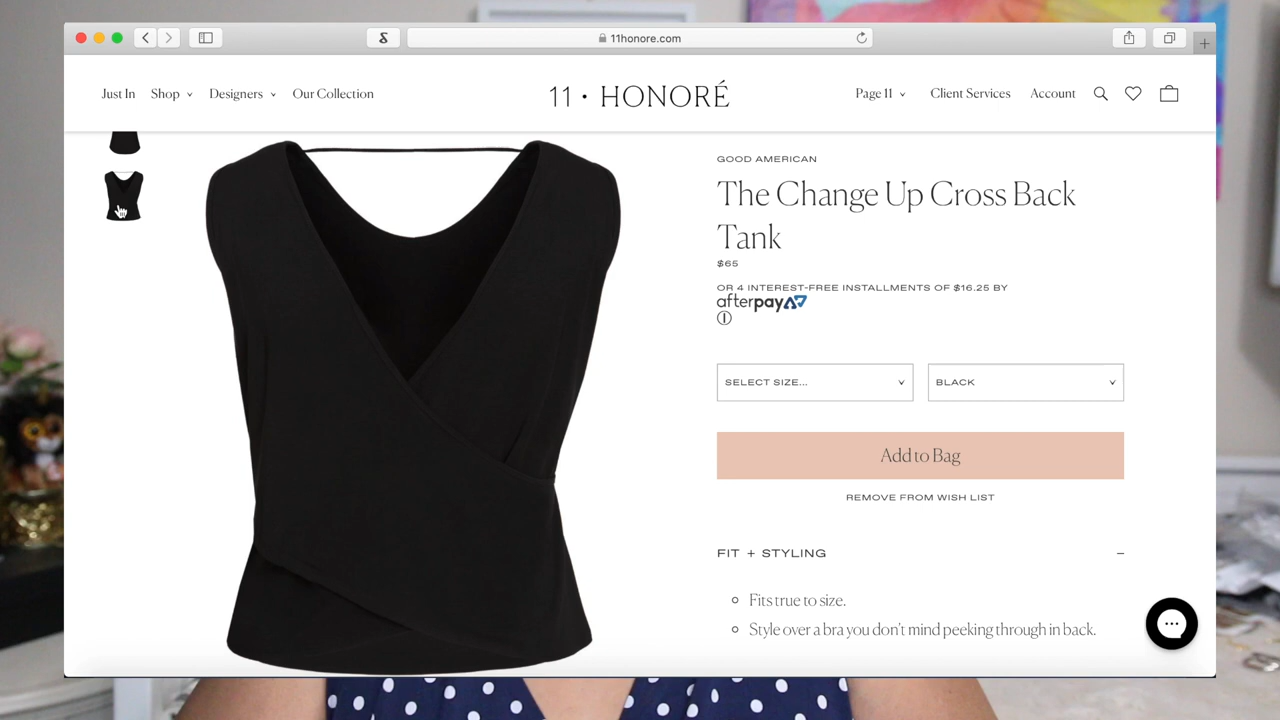 11honore.com
Just In
Shop
Designers
Our Collection
11 • HONORÉ
Page 11
Client Services
Account
GOOD AMERICAN
The Change Up Cross Back
Tank
$65
OR 4 INTEREST-FREE INSTALLMENTS OF $16.25 BY
afterpay
SELECT SIZE...
BLACK
Add to Bag
REMOVE FROM WISH LIST
FIT + STYLING
Fits true to size.
Style over a bra you don't mind peeking through in back.